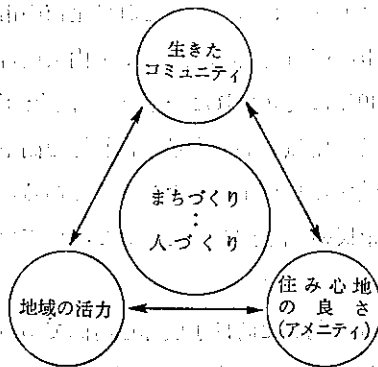 生きた
コミュニティ
まちづくり
︙
人づくり
地域の活力
住み心地
の良さ
(アメニティ)